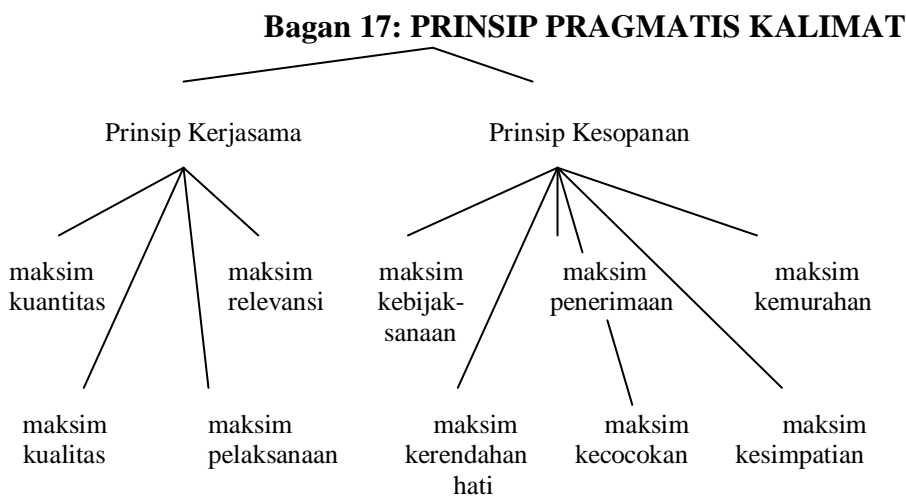 Bagan 17: PRINSIP PRAGMATIS KALIMAT
Prinsip Kerjasama
Prinsip Kesopanan
maksim
kuantitas
maksim
relevansi
maksim
kebijak-
sanaan
maksim
penerimaan
maksim
kemurahan
maksim
kualitas
maksim
pelaksanaan
maksim
kerendahan
hati
maksim
kecocokan
maksim
kesimpatian